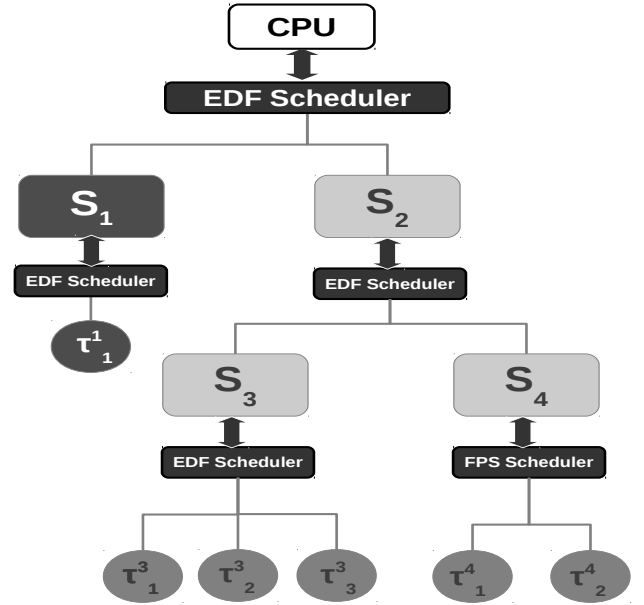 CPU
EDF Scheduler
S₁ S₂
EDF Scheduler EDF Scheduler
τ¹₁
S₃ S₄
EDF Scheduler FPS Scheduler
τ³₁ τ³₂ τ³₃ τ⁴₁ τ⁴₂